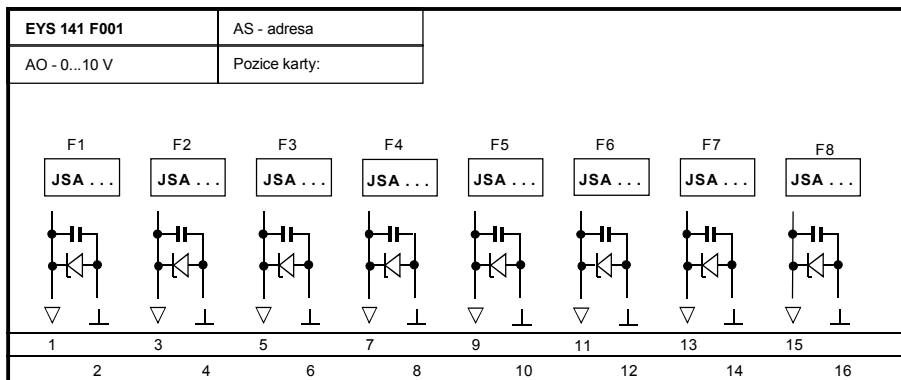 EYS 141 F001 AS - adresa
AO - 0...10 V Pozice karty:
F1 F2 F3 F4 F5 F6 F7 F8
JSA . . . JSA . . . JSA . . . JSA . . . JSA . . . JSA . . . JSA . . . JSA . . .
1 3 5 7 9 11 13 15
2 4 6 8 10 12 14 16